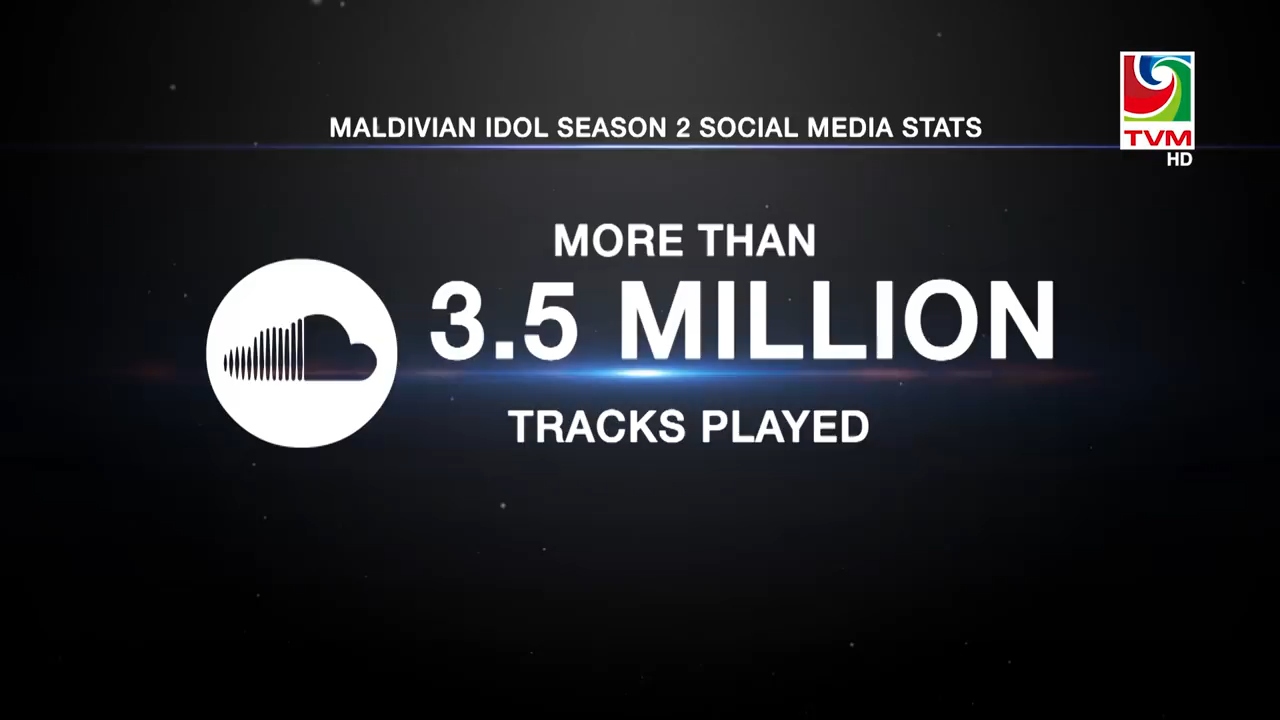 MALDIVIAN IDOL SEASON 2 SOCIAL MEDIA STATS
TVM
HD
MORE THAN
3.5 MILLION
TRACKS PLAYED